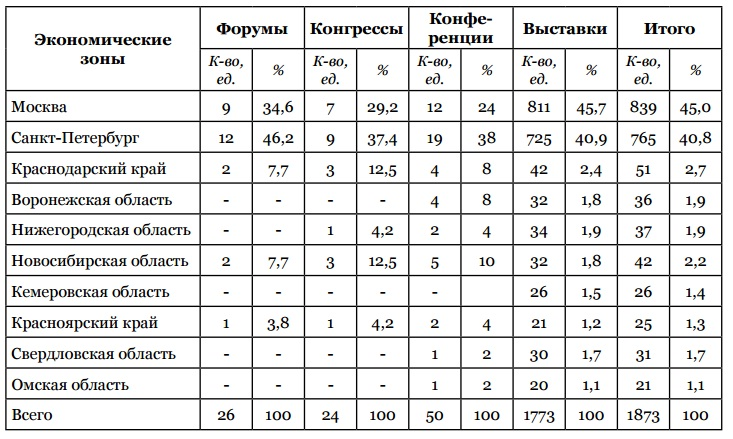 Экономические зоны Форумы Конгрессы Конфе-ренции Выставки Итого
К-во, ед. % К-во, ед. % К-во, ед. % К-во, ед. % К-во, ед. %
Москва 9 34,6 7 29,2 12 24 811 45,7 839 45,0
Санкт-Петербург 12 46,2 9 37,4 19 38 725 40,9 765 40,8
Краснодарский край 2 7,7 3 12,5 4 8 42 2,4 51 2,7
Воронежская область - - - - 4 8 32 1,8 36 1,9
Нижегородская область - - 1 4,2 2 4 34 1,9 37 1,9
Новосибирская область 2 7,7 3 12,5 5 10 32 1,8 42 2,2
Кемеровская область - - - - - 26 1,5 26 1,4
Красноярский край 1 3,8 1 4,2 2 4 21 1,2 25 1,3
Свердловская область - - - - 1 2 30 1,7 31 1,7
Омская область - - - - 1 2 20 1,1 21 1,1
Всего 26 100 24 100 50 100 1773 100 1873 100